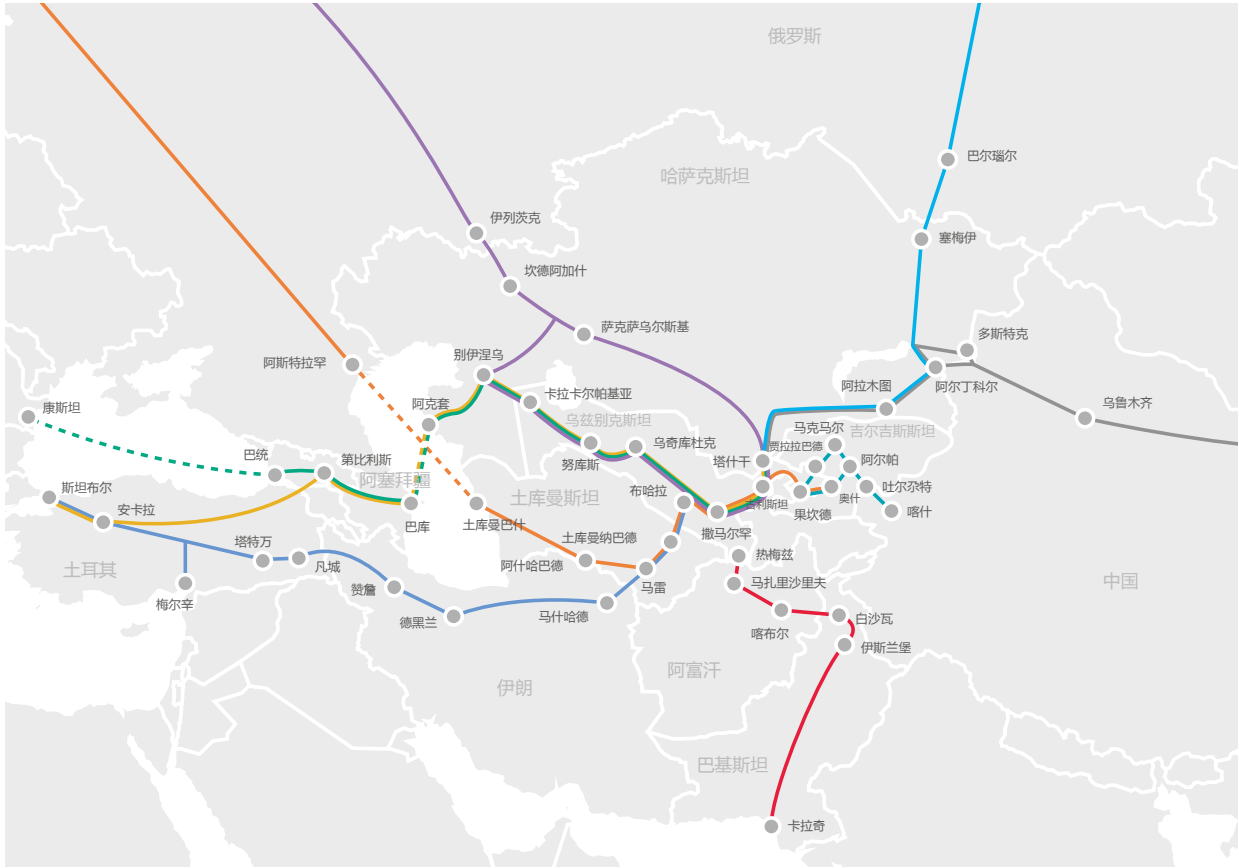 俄罗斯
巴尔瑙尔
哈萨克斯坦
伊列茨克
塞梅伊
坎德阿加什
萨克萨乌尔斯基
多斯特克
阿斯特拉罕
别伊涅乌
阿拉木图
阿尔丁科尔
卡拉卡尔帕基亚
阿克套
乌鲁木齐
康斯坦
乌兹别克斯坦
马克马尔
吉尔吉斯斯坦
贾拉拉巴德
乌奇库杜克
巴统
第比利斯
努库斯
塔什干
阿尔帕
阿塞拜疆
斯坦布尔
土库曼斯坦
布哈拉
吐尔尕特
奥什
古利斯坦
安卡拉
巴库
土库曼巴什
果坎德
喀什
撒马尔罕
塔特万
土库曼纳巴德
热梅兹
土耳其
凡城
阿什哈巴德
马雷
马扎里沙里夫
中国
赞詹
梅尔辛
马什哈德
德黑兰
喀布尔
白沙瓦
伊斯兰堡
阿富汗
伊朗
巴基斯坦
卡拉奇